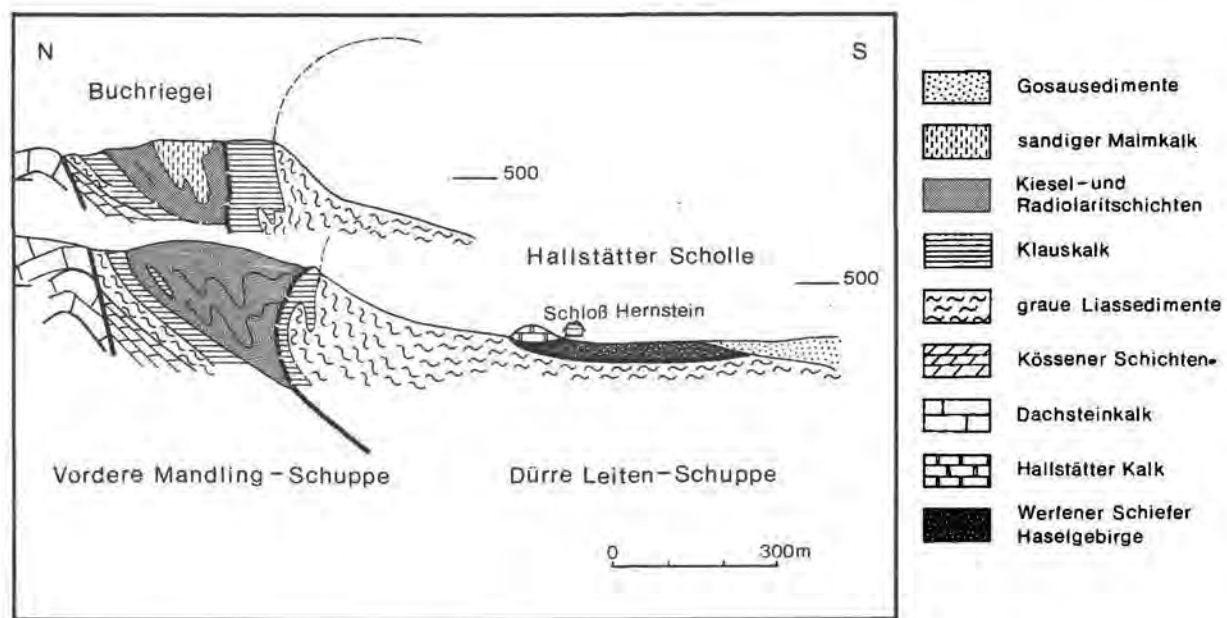 N
S
Buchriegel
500
Hallstätter Scholle
500
Schloß Hernstein
Vordere Mandling-Schuppe
Dürre Leiten-Schuppe
0 300m
Gosausedimente
sandiger Malmkalk
Kiesel-und
Radiolaritschichten
Klauskalk
graue Liassedimente
Kössener Schichten
Dachsteinkalk
Hallstätter Kalk
Werfener Schiefer
Haselgebirge